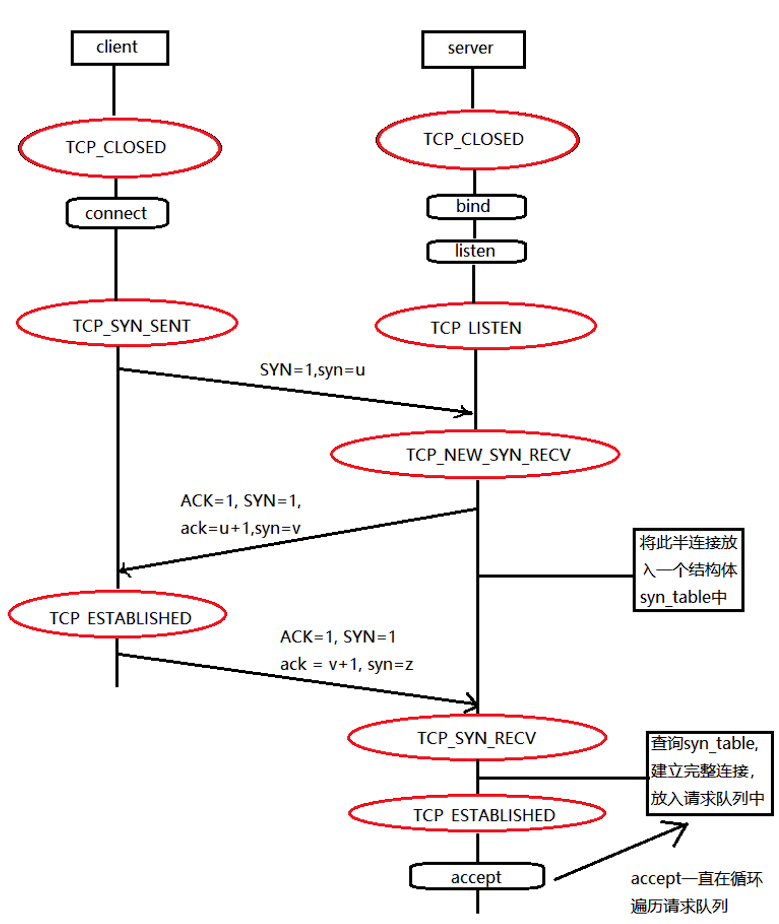 client
server
TCP_CLOSED
TCP_CLOSED
connect
bind
listen
TCP_SYN_SENT
TCP LISTEN
SYN=1,syn=u
TCP_NEW_SYN_RECV
ACK=1, SYN=1,
ack=u+1,syn=v
将此半连接放
入一个结构体
syn_table中
TCP ESTABLISHED
ACK=1, SYN=1
ack = v+1, syn=z
TCP_SYN_RECV
查询syn_table,
建立完整连接，
放入请求队列中
TCP ESTABLISHED
accept
accept一直在循环
遍历请求队列